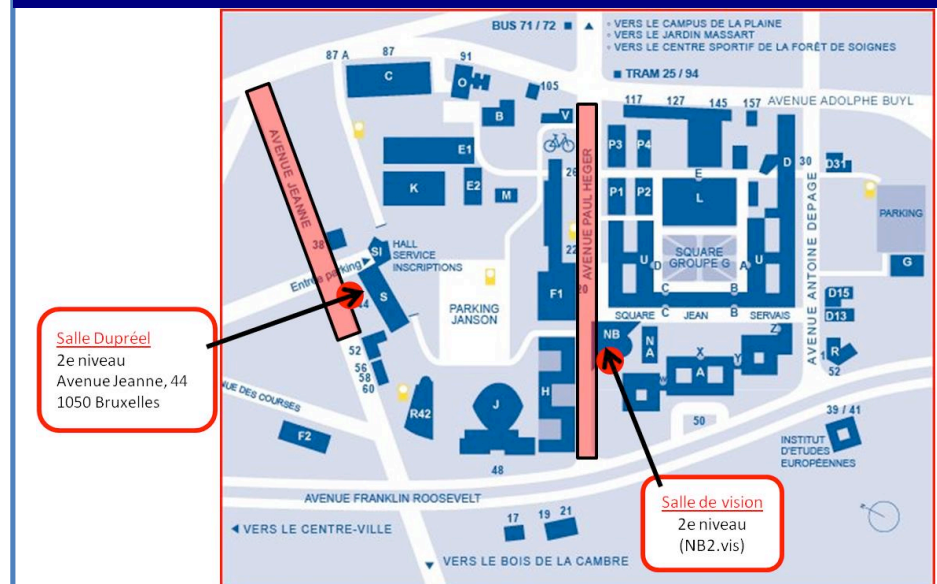 BUS 71 / 72
VERS LE CAMPUS DE LA PLAINE
VERS LE JARDIN MASSART
VERS LE CENTRE SPORTIF DE LA FORÊT DE SOIGNES
TRAM 25 / 94
87 A
87
91
105
117
127
145
157
AVENUE ADOLPHE BUYL
C
O
B
V
P3
P4
D
30
D31
E1
K
E2
M
26
E
L
P1
P2
PARKING
AVENUE JEANNE
AVENUE PAUL HEGER
AVENUE ANTOINE DEPAGE
38
SI
HALL
SERVICE
INSCRIPTIONS
Entrée parking
22
U
D
SQUARE
GROUPE G
A
U
G
S
44
PARKING
JANSON
F1
20
C
B
D15
SQUARE
C
JEAN
B
SERVAIS
D13
Salle Dupréel
2e niveau
Avenue Jeanne, 44
1050 Bruxelles
NB
N
A
Z
X
Y
W
A
R
52
52
56
58
60
H
J
R42
F2
50
39 / 41
INSTITUT
D'ETUDES
EUROPÉENNES
48
AVENUE FRANKLIN ROOSEVELT
Salle de vision
2e niveau
(NB2.vis)
17
19
21
VERS LE CENTRE-VILLE
VERS LE BOIS DE LA CAMBRE